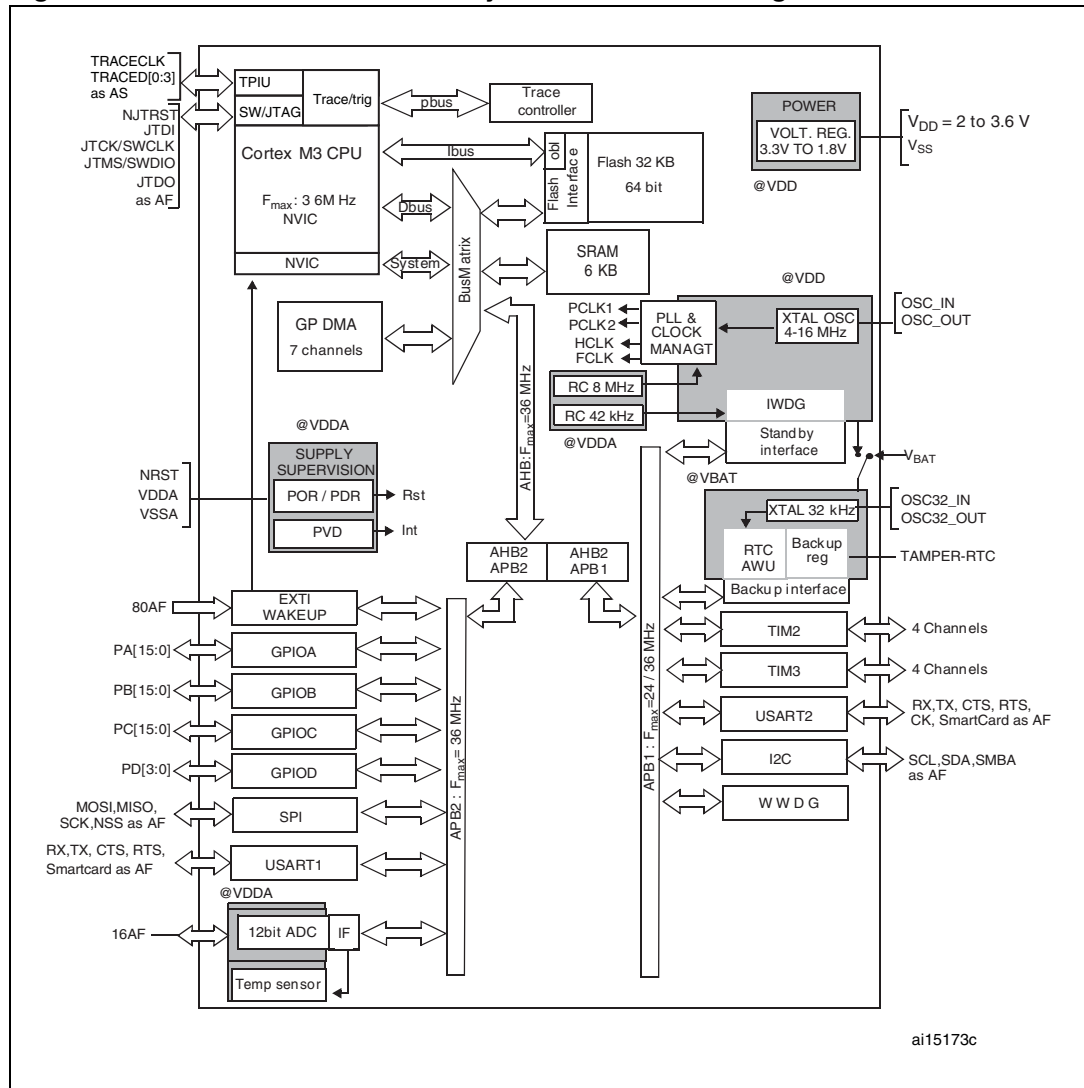 TRACECLK
TRACED[0:3]
as AS
NJTRST
JTDI
JTCK/SWCLK
JTMS/SWDIO
JTDO
as AF
TPIU
SW/JTAG
Trace/trig
pbus
Trace
controller
Cortex M3 CPU
Fmax: 3 6M Hz
NVIC
NVIC
Ibus
Dbus
System
BusM atrix
Flash
Interface
obl
Flash 32 KB
64 bit
SRAM
6 KB
GP DMA
7 channels
POWER
VOLT. REG.
3.3V TO 1.8V
@VDD
VDD = 2 to 3.6 V
VSS
@VDD
PCLK1
PCLK2
HCLK
FCLK
PLL &
CLOCK
MANAGT
XTAL OSC
4-16 MHz
OSC_IN
OSC_OUT
RC 8 MHz
RC 42 kHz
@VDDA
IWDG
Standby
interface
@VBAT
VBAT
XTAL 32 kHz
OSC32_IN
OSC32_OUT
RTC
AWU
Backup
reg
TAMPER-RTC
Backup interface
AHB:Fmax=36 MHz
@VDDA
SUPPLY
SUPERVISION
POR / PDR
Rst
PVD
Int
NRST
VDDA
VSSA
AHB2
APB2
AHB2
APB1
80AF
EXTI
WAKEUP
PA[15:0]
GPIOA
PB[15:0]
GPIOB
PC[15:0]
GPIOC
PD[3:0]
GPIOD
MOSI,MISO,
SCK,NSS as AF
SPI
RX,TX, CTS, RTS,
Smartcard as AF
USART1
@VDDA
16AF
12bit ADC
IF
Temp sensor
APB2 : Fmax= 36 MHz
APB1 : Fmax=24 / 36 MHz
TIM2
4 Channels
TIM3
4 Channels
USART2
RX,TX, CTS, RTS,
CK, SmartCard as AF
I2C
SCL,SDA,SMBA
as AF
W W D G
ai15173c